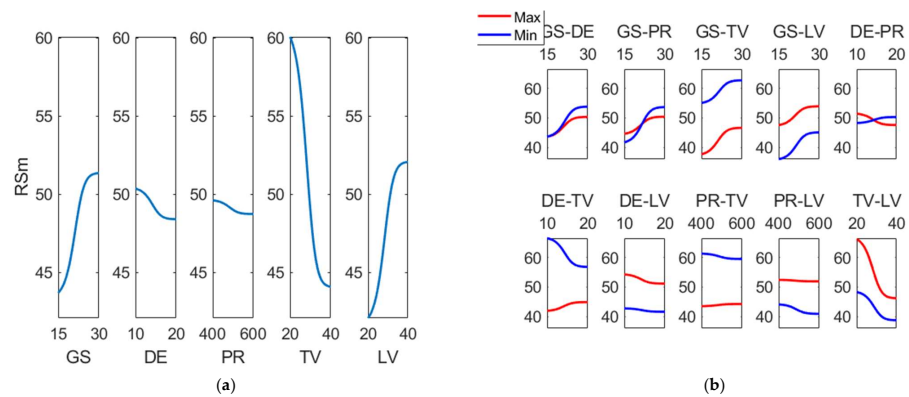 60 60 60 60 60
55 55 55 55 55
RSm
50 50 50 50 50
45 45 45 45 45
15 30 10 20 400 600 20 40 20 40
GS DE PR TV LV
(a)
Max
Min
GS-DE GS-PR GS-TV GS-LV DE-PR
15 30 15 30 15 30 15 30 10 20
60 60 60 60 60
50 50 50 50 50
40 40 40 40 40
DE-TV DE-LV PR-TV PR-LV TV-LV
10 20 10 20 400 600 400 600 20 40
60 60 60 60 60
50 50 50 50 50
40 40 40 40 40
(b)